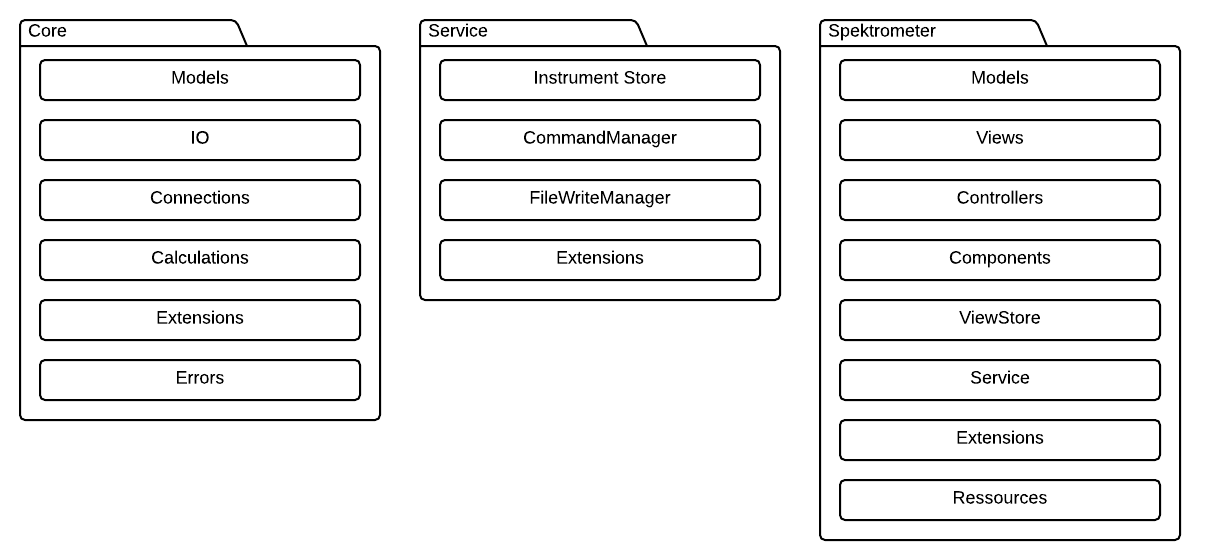 Core
Models
IO
Connections
Calculations
Extensions
Errors
Service
Instrument Store
CommandManager
FileWriteManager
Extensions
Spektrometer
Models
Views
Controllers
Components
ViewStore
Service
Extensions
Ressources